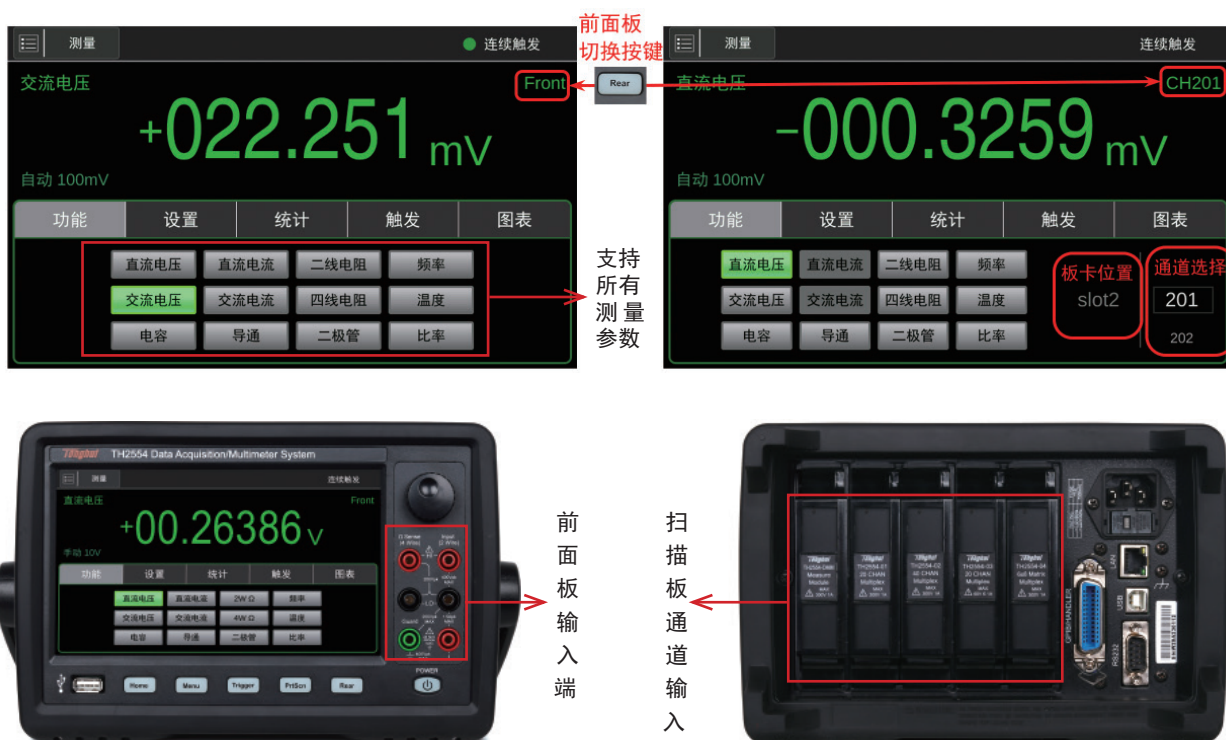 测量
连续触发
交流电压
Front
+022.251 mV
自动 100mV
功能 设置 统计 触发 图表
直流电压 直流电流 二线电阻 频率
交流电压 交流电流 四线电阻 温度
电容 导通 二极管 比率
前面板
切换按键
Rear
支持
所有
测量
参数
测量
连续触发
直流电压
CH201
-000.3259 mV
自动 100mV
功能 设置 统计 触发 图表
直流电压 直流电流 二线电阻 频率
交流电压 交流电流 四线电阻 温度
电容 导通 二极管 比率
板卡位置
slot2
通道选择
201
202
Tonghui TH2554 Data Acquisition/Multimeter System
测量
连续触发
直流电压
Front
+00.26386 V
手动 10V
功能 设置 统计 触发 图表
直流电压 直流电流 2W Ω 频率
交流电压 交流电流 4W Ω 温度
电容 导通 二极管 比率
Home Menu Trigger PrtScn Rear
POWER
前
面
板
输
入
端
扫
描
板
通
道
输
入
GPIB/HANDLER
LAN
USB
RS232